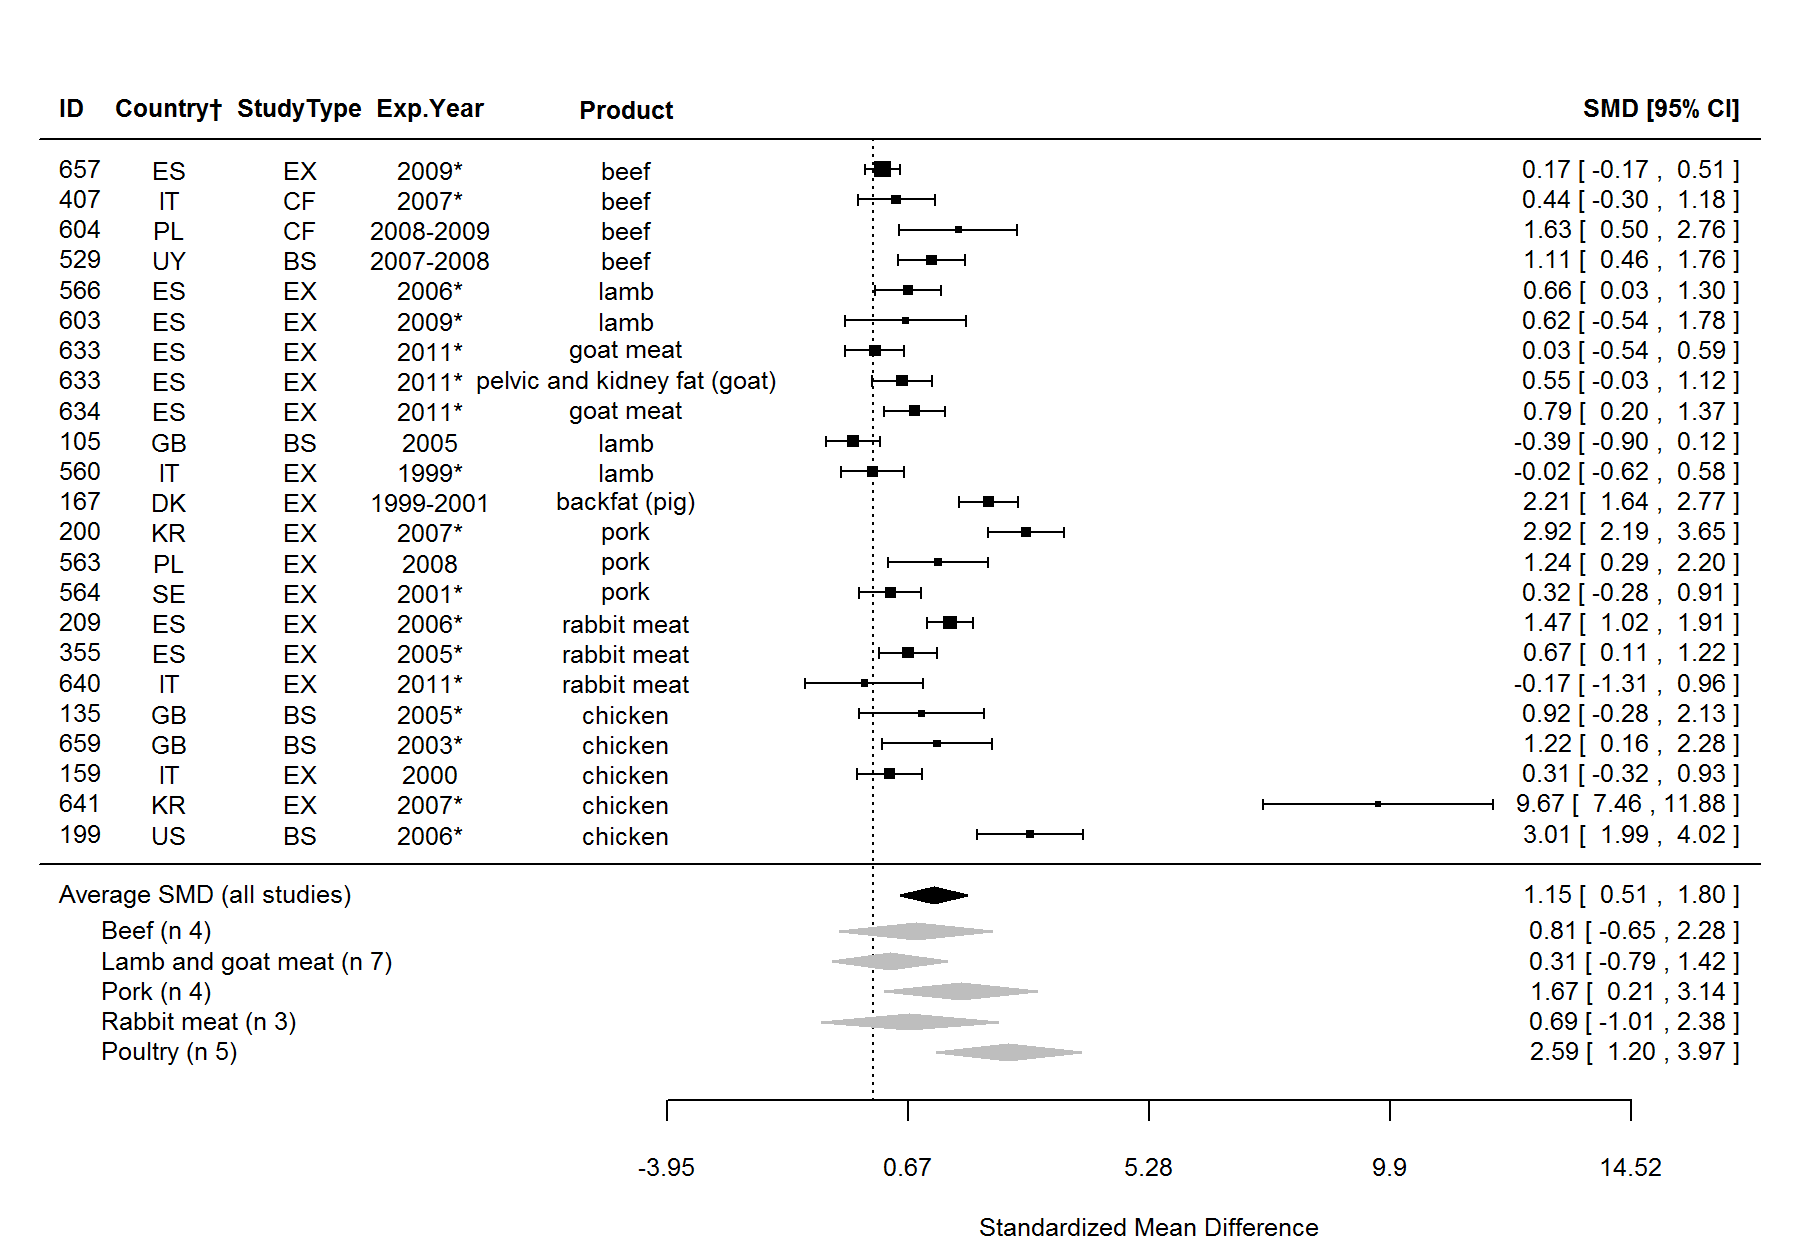 ID Country† StudyType Exp.Year Product SMD [95% CI]
657 ES EX 2009* beef 0.17 [ -0.17 , 0.51 ]
407 IT CF 2007* beef 0.44 [ -0.30 , 1.18 ]
604 PL CF 2008-2009 beef 1.63 [ 0.50 , 2.76 ]
529 UY BS 2007-2008 beef 1.11 [ 0.46 , 1.76 ]
566 ES EX 2006* lamb 0.66 [ 0.03 , 1.30 ]
603 ES EX 2009* lamb 0.62 [ -0.54 , 1.78 ]
633 ES EX 2011* goat meat 0.03 [ -0.54 , 0.59 ]
633 ES EX 2011* pelvic and kidney fat (goat) 0.55 [ -0.03 , 1.12 ]
634 ES EX 2011* goat meat 0.79 [ 0.20 , 1.37 ]
105 GB BS 2005 lamb -0.39 [ -0.90 , 0.12 ]
560 IT EX 1999* lamb -0.02 [ -0.62 , 0.58 ]
167 DK EX 1999-2001 backfat (pig) 2.21 [ 1.64 , 2.77 ]
200 KR EX 2007* pork 2.92 [ 2.19 , 3.65 ]
563 PL EX 2008 pork 1.24 [ 0.29 , 2.20 ]
564 SE EX 2001* pork 0.32 [ -0.28 , 0.91 ]
209 ES EX 2006* rabbit meat 1.47 [ 1.02 , 1.91 ]
355 ES EX 2005* rabbit meat 0.67 [ 0.11 , 1.22 ]
640 IT EX 2011* rabbit meat -0.17 [ -1.31 , 0.96 ]
135 GB BS 2005* chicken 0.92 [ -0.28 , 2.13 ]
659 GB BS 2003* chicken 1.22 [ 0.16 , 2.28 ]
159 IT EX 2000 chicken 0.31 [ -0.32 , 0.93 ]
641 KR EX 2007* chicken 9.67 [ 7.46 , 11.88 ]
199 US BS 2006* chicken 3.01 [ 1.99 , 4.02 ]
Average SMD (all studies) 1.15 [ 0.51 , 1.80 ]
Beef (n 4) 0.81 [ -0.65 , 2.28 ]
Lamb and goat meat (n 7) 0.31 [ -0.79 , 1.42 ]
Pork (n 4) 1.67 [ 0.21 , 3.14 ]
Rabbit meat (n 3) 0.69 [ -1.01 , 2.38 ]
Poultry (n 5) 2.59 [ 1.20 , 3.97 ]
-3.95 0.67 5.28 9.9 14.52
Standardized Mean Difference